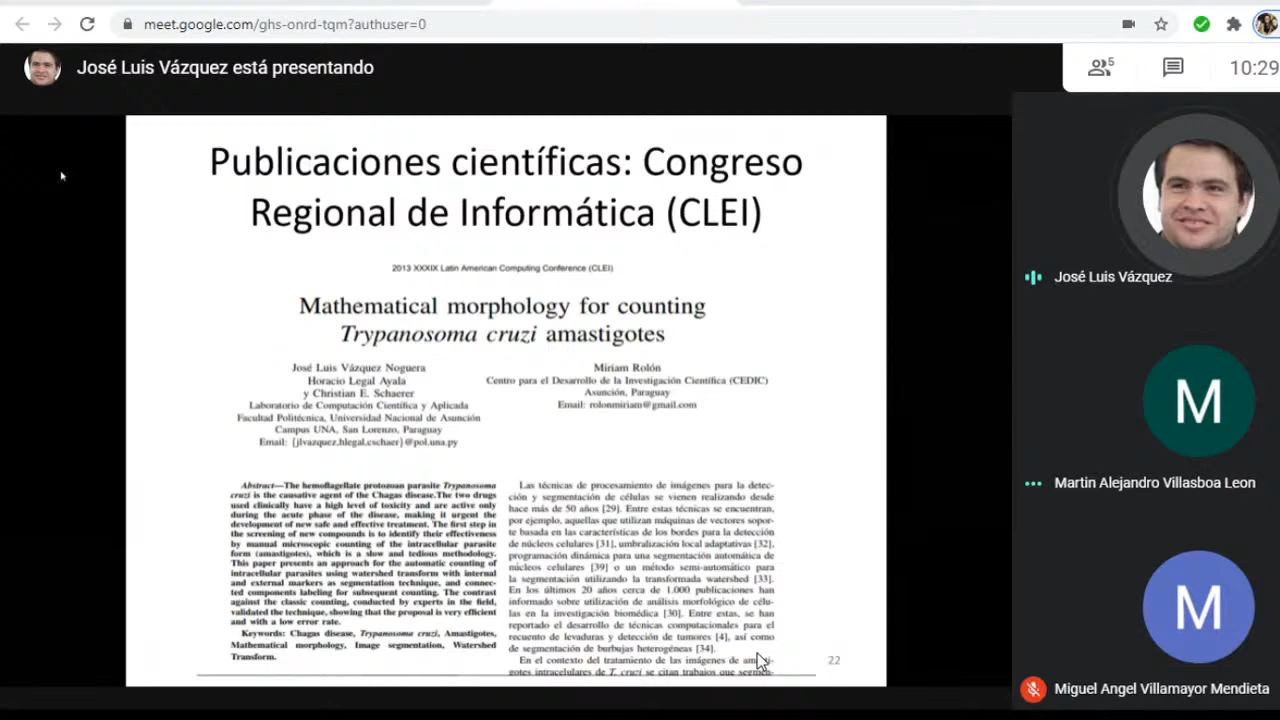 meet.google.com/ghs-onrd-tqm?authuser=0
José Luis Vázquez está presentando
5
10:29
Publicaciones científicas: Congreso
Regional de Informática (CLEI)
2013 XXXIX Latin American Computing Conference (CLEI)
Mathematical morphology for counting
Trypanosoma cruzi amastigotes
José Luis Vázquez Noguera
Horacio Legal Ayala
y Christian E. Schaerer
Laboratorio de Computación Científica y Aplicada
Facultad Politécnica, Universidad Nacional de Asunción
Campus UNA, San Lorenzo, Paraguay
Email: {jlvazquez,hlegal,cschaer}@pol.una.py
Miriam Rolón
Centro para el Desarrollo de la Investigación Científica (CEDIC)
Asunción, Paraguay
Email: rolonmiriam@gmail.com
Abstract—The hemoflagellate protozoan parasite Trypanosoma
cruzi is the causative agent of the Chagas disease.The two drugs
used clinically have a high level of toxicity and are active only
during the acute phase of the disease, making it urgent the
development of new safe and effective treatment. The first step in
the screening of new compounds is to identify their effectiveness
by manual microscopic counting of the intracellular parasite
form (amastigotes), which is a slow and tedious methodology.
This paper presents an approach for the automatic counting of
intracellular parasites using watershed transform with internal
and external markers as segmentation technique, and connec-
ted components labeling for subsequent counting. The contrast
against the classic counting, conducted by experts in the field,
validated the technique, showing that the proposal is very efficient
and with a low error rate.
Keywords: Chagas disease, Trypanosoma cruzi, Amastigotes,
Mathematical morphology, Image segmentation, Watershed
Transform.
Las técnicas de procesamiento de imágenes para la detec-
ción y segmentación de células se vienen realizando desde
hace más de 50 años [29]. Entre estas técnicas se encuentran,
por ejemplo, aquellas que utilizan máquinas de vectores sopor-
te basada en las características de los bordes para la detección
de núcleos celulares [31], umbralización local adaptativas [32],
programación dinámica para una segmentación automática de
núcleos celulares [39] o un método semi-automático para
la segmentación utilizando la transformada watershed [33].
En los últimos 20 años cerca de 1.000 publicaciones han
informado sobre utilización de análisis morfológico de célu-
las en la investigación biomédica [30]. Entre estas, se han
reportado el desarrollo de técnicas computacionales para el
recuento de levaduras y detección de tumores [4], así como
de segmentación de burbujas heterogéneas [34].
En el contexto del tratamiento de las imágenes de amasti-
gotes intracelulares de T. cruzi se citan trabajos que segmen-
22
José Luis Vázquez
M
Martin Alejandro Villasboa Leon
M
Miguel Angel Villamayor Mendieta